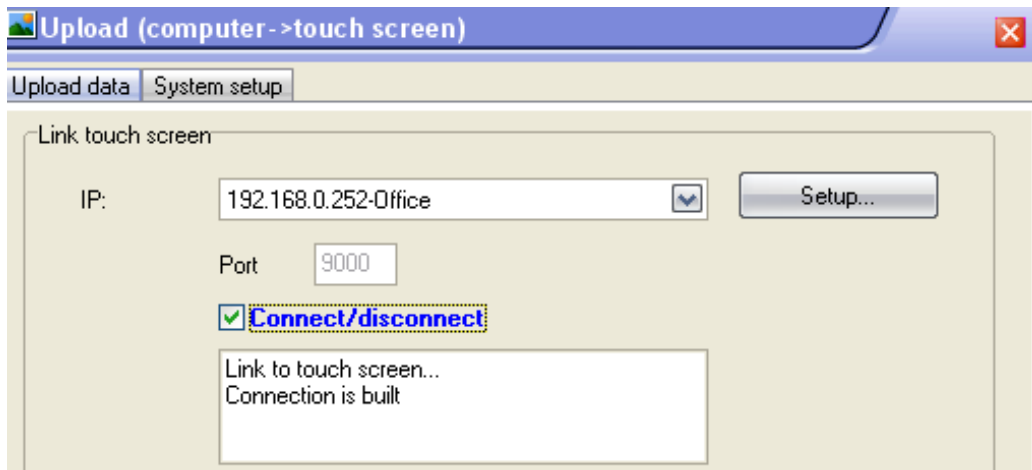 Upload (computer->touch screen)
Upload data System setup
Link touch screen
IP: 192.168.0.252-Office Setup...
Port 9000
Connect/disconnect
Link to touch screen...
Connection is built